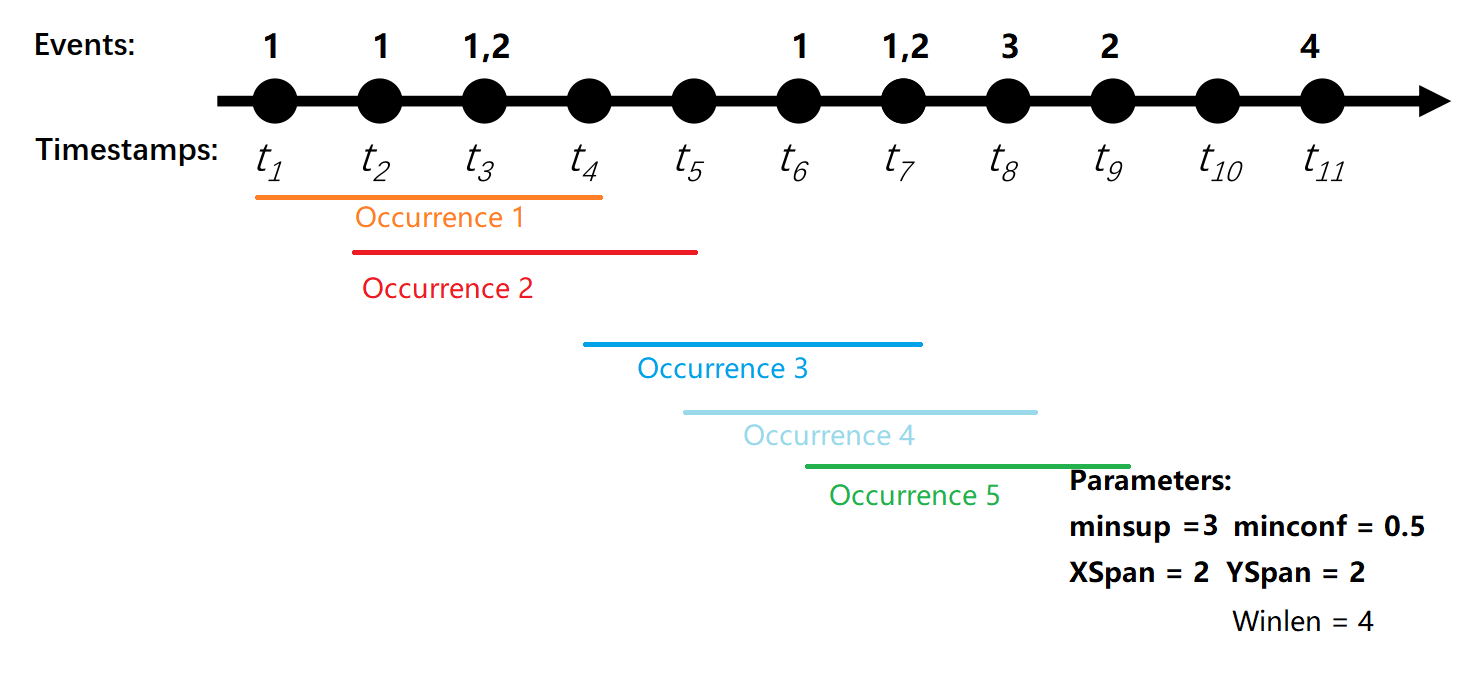 Events: 1 1 1,2 1 1,2 3 2 4
Timestamps: t1 t2 t3 t4 t5 t6 t7 t8 t9 t10 t11
Occurrence 1
Occurrence 2
Occurrence 3
Occurrence 4
Occurrence 5
Parameters:
minsup =3 minconf = 0.5
XSpan = 2 YSpan = 2
Winlen = 4